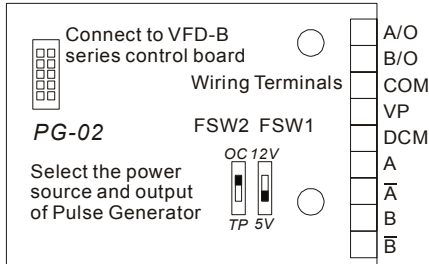 Connect to VFD-B
series control board
Wiring Terminals
PG-02
FSW2 FSW1
OC 12V
Select the power
source and output
of Pulse Generator
TP 5V
A/O
B/O
COM
VP
DCM
A
A̅
B
B̅